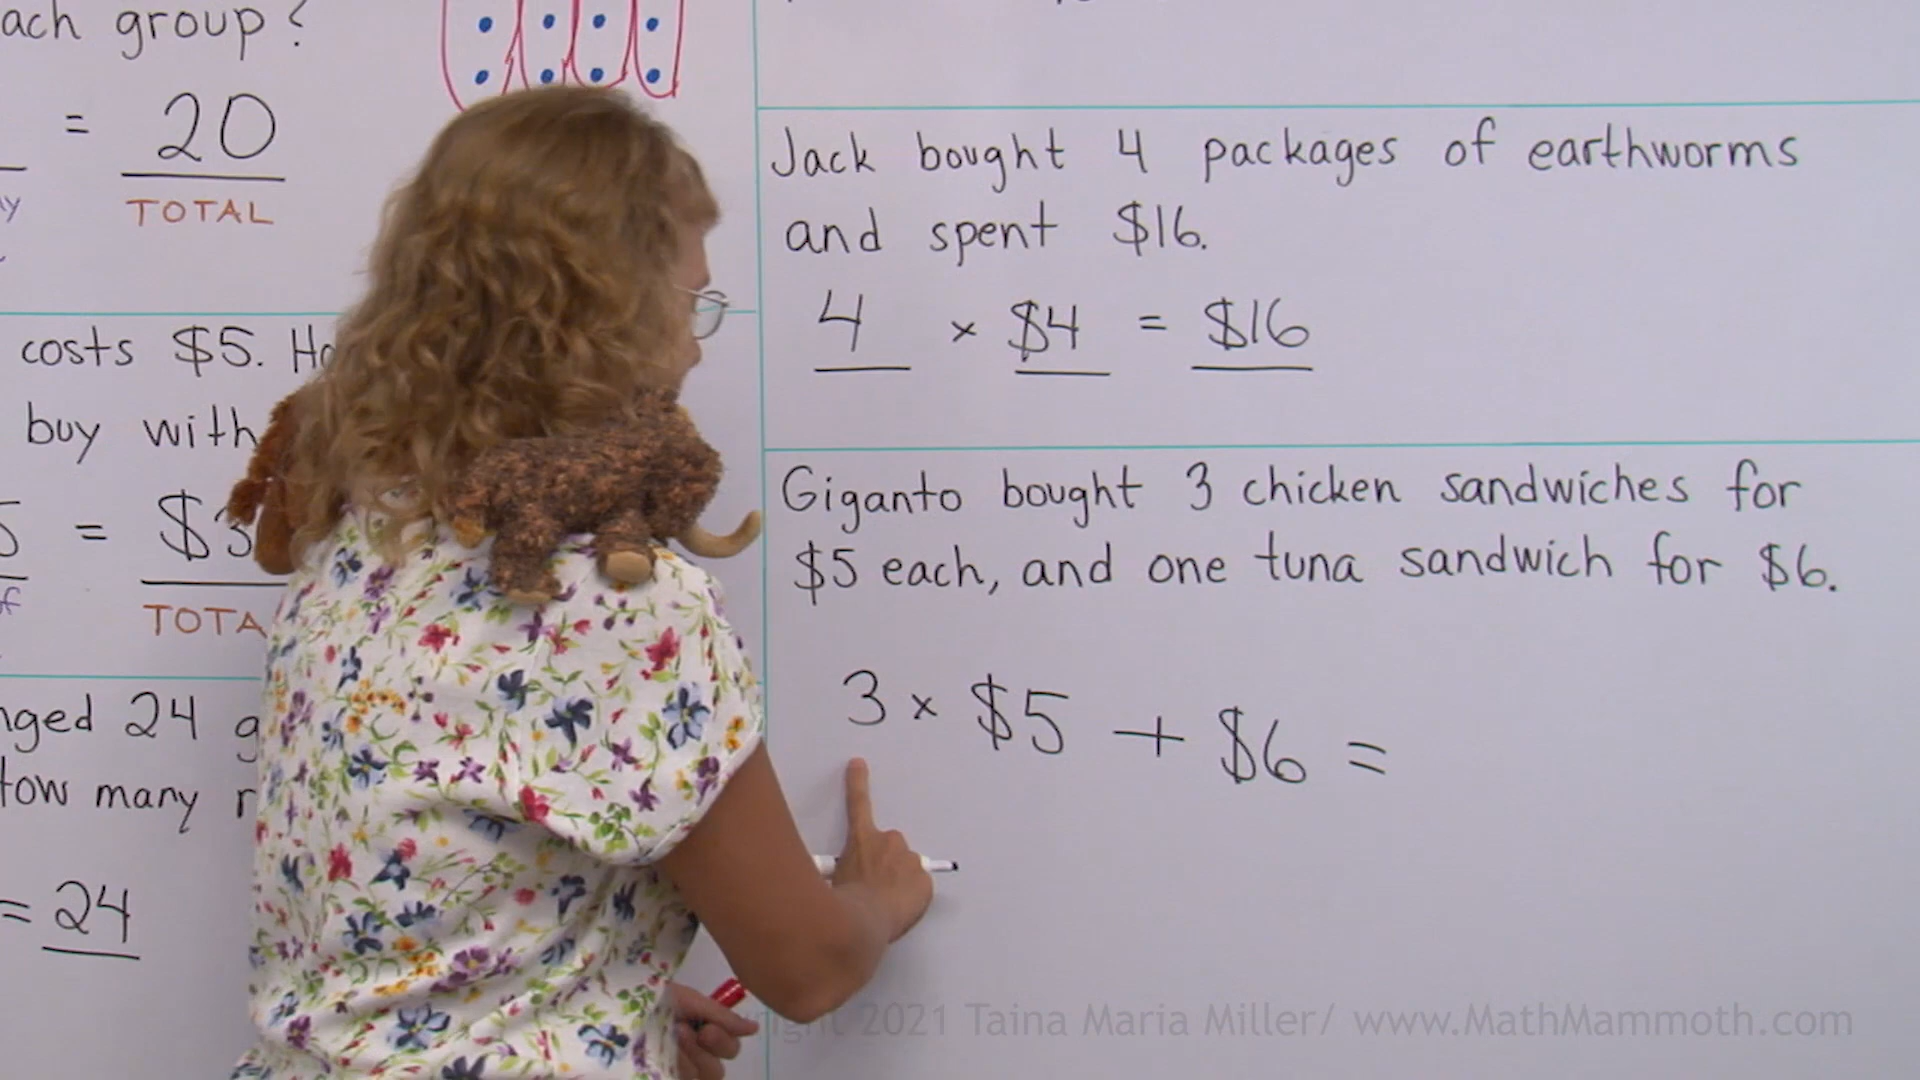 ach group?
= 20
TOTAL
costs $5.
buy with
= $3
TOTA
nged 24 g
How many r
= 24
Jack bought 4 packages of earthworms
and spent $16.
4 × $4 = $16
Giganto bought 3 chicken sandwiches for
$5 each, and one tuna sandwich for $6.
3 × $5 + $6 =
2021 Taina Maria Miller/ www.MathMammoth.com